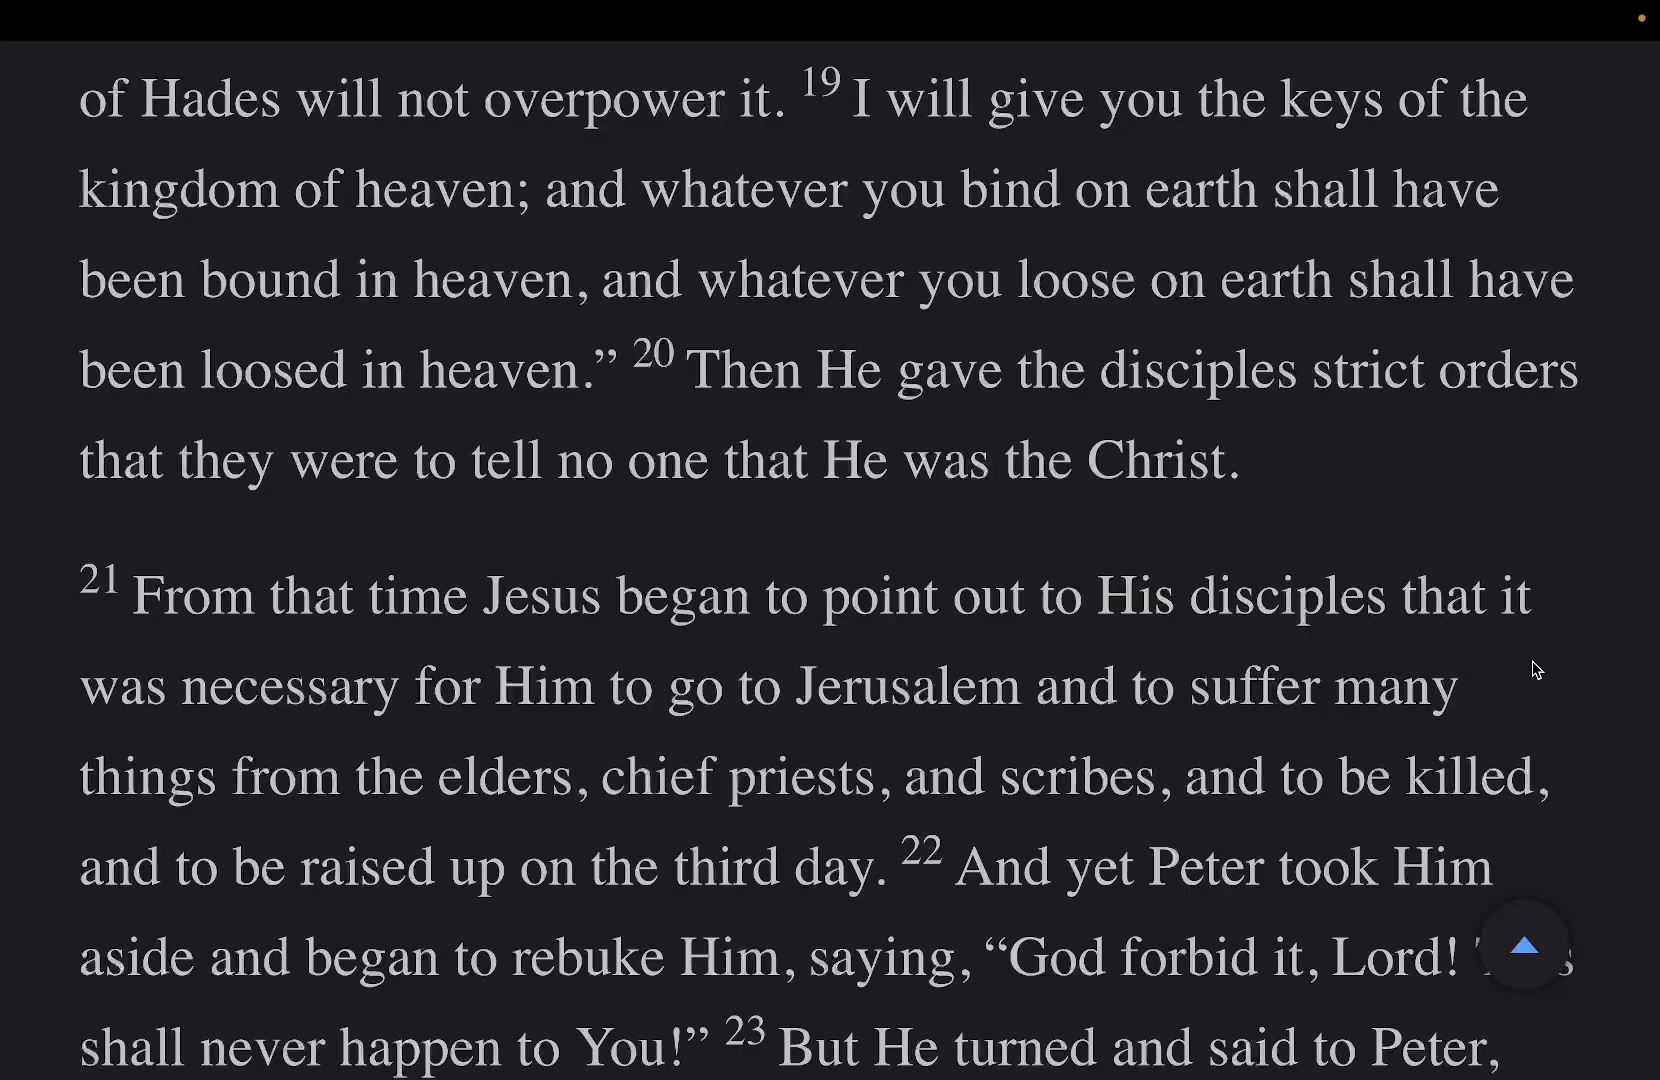 of Hades will not overpower it. 19 I will give you the keys of the
kingdom of heaven; and whatever you bind on earth shall have
been bound in heaven, and whatever you loose on earth shall have
been loosed in heaven.” 20 Then He gave the disciples strict orders
that they were to tell no one that He was the Christ.
21 From that time Jesus began to point out to His disciples that it
was necessary for Him to go to Jerusalem and to suffer many
things from the elders, chief priests, and scribes, and to be killed,
and to be raised up on the third day. 22 And yet Peter took Him
aside and began to rebuke Him, saying, “God forbid it, Lord!
shall never happen to You!” 23 But He turned and said to Peter,